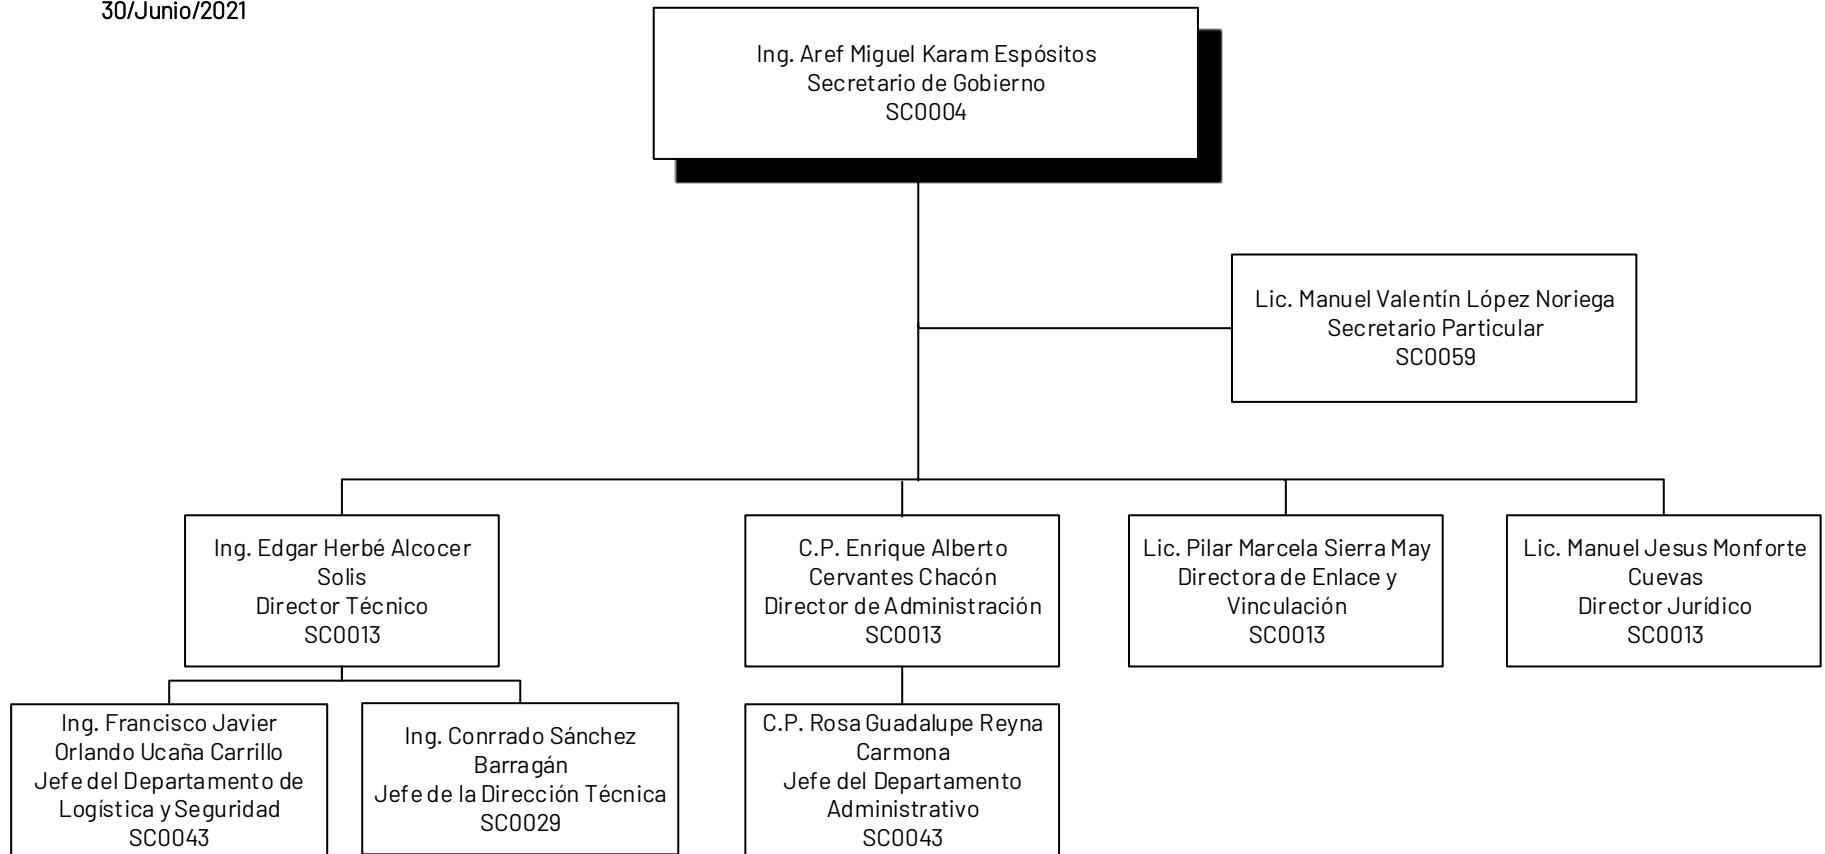 30/Junio/2021
Ing. Aref Miguel Karam Espósitos
Secretario de Gobierno
SC0004
Lic. Manuel Valentín López Noriega
Secretario Particular
SC0059
Ing. Edgar Herbé Alcocer
Solis
Director Técnico
SC0013
C.P. Enrique Alberto
Cervantes Chacón
Director de Administración
SC0013
Lic. Pilar Marcela Sierra May
Directora de Enlace y
Vinculación
SC0013
Lic. Manuel Jesus Monforte
Cuevas
Director Jurídico
SC0013
Ing. Francisco Javier
Orlando Ucaña Carrillo
Jefe del Departamento de
Logística y Seguridad
SC0043
Ing. Conrrado Sánchez
Barragán
Jefe de la Dirección Técnica
SC0029
C.P. Rosa Guadalupe Reyna
Carmona
Jefe del Departamento
Administrativo
SC0043